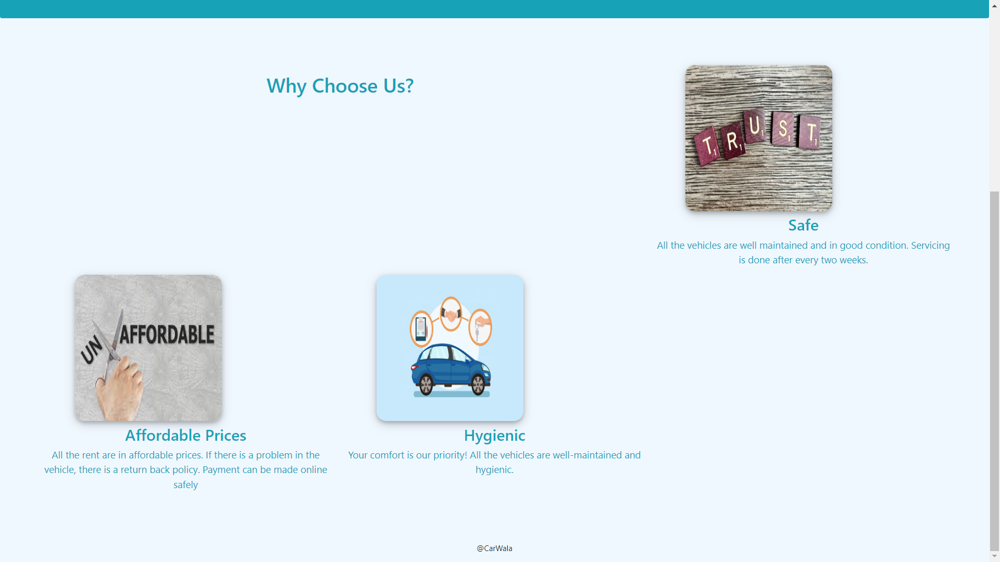 Why Choose Us?
TRUST
Safe
All the vehicles are well maintained and in good condition. Servicing
is done after every two weeks.
UN AFFORDABLE
Affordable Prices
All the rent are in affordable prices. If there is a problem in the
vehicle, there is a return back policy. Payment can be made online
safely
Hygienic
Your comfort is our priority! All the vehicles are well-maintained and
hygienic.
@CarWala